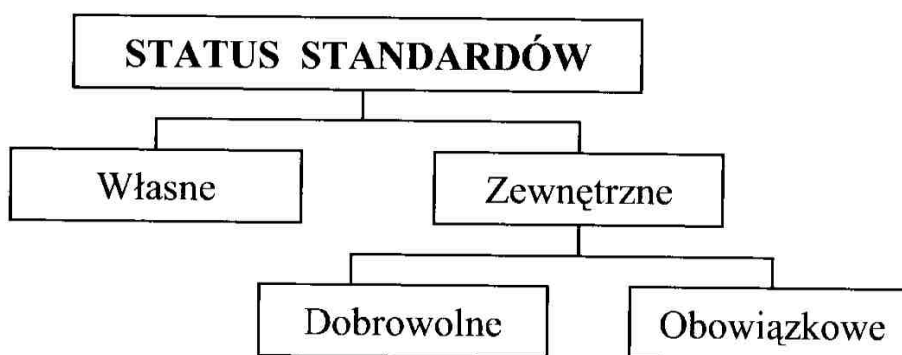 STATUS STANDARDÓW
Własne
Zewnętrzne
Dobrowolne
Obowiązkowe